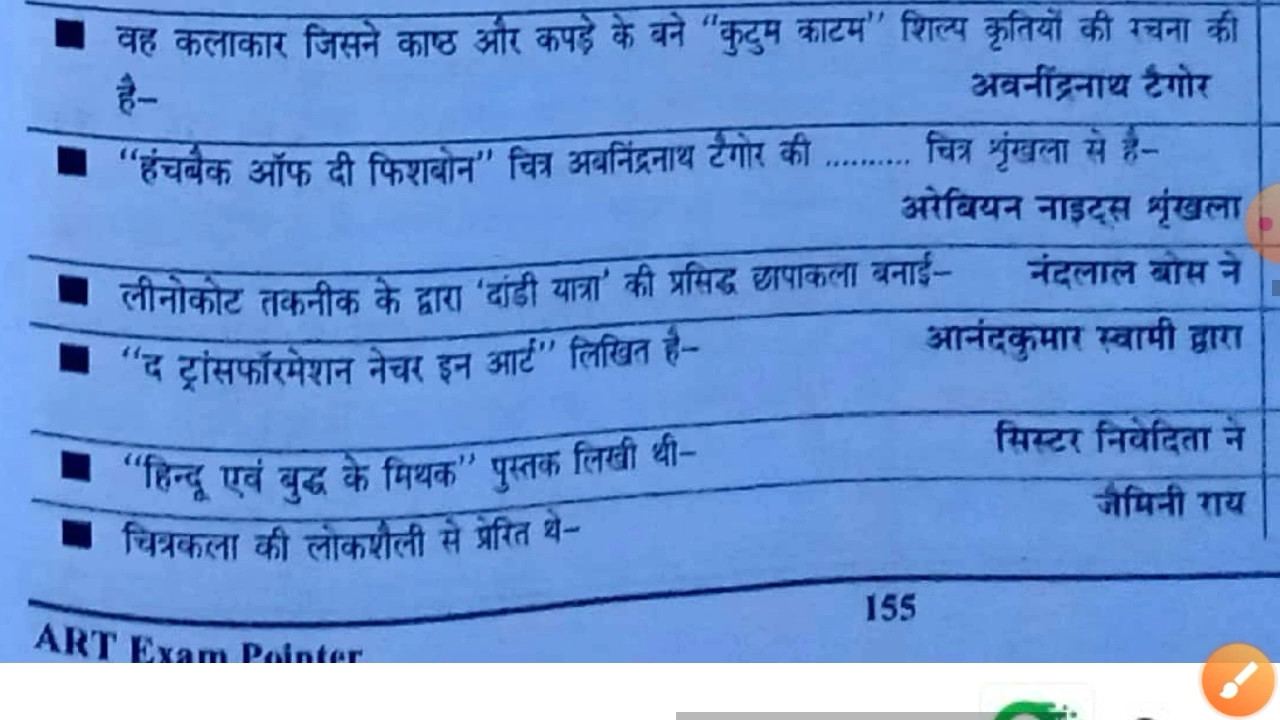 ■ वह कलाकार जिसने काष्ठ और कपड़े के बने “कुटुम काटम” शिल्प कृतियों की रचना की
है– अवनींद्रनाथ टैगोर
■ “हंचबैक ऑफ दी फिशबोन” चित्र अबनिंद्रनाथ टैगोर की .......... चित्र शृंखला से है–
अरेबियन नाइट्स शृंखला
■ लीनोकोट तकनीक के द्वारा ‘दांडी यात्रा’ की प्रसिद्ध छापाकला बनाई– नंदलाल बोस ने
■ “द ट्रांसफॉरमेशन नेचर इन आर्ट” लिखित है– आनंदकुमार स्वामी द्वारा
■ “हिन्दू एवं बुद्ध के मिथक” पुस्तक लिखी थी– सिस्टर निवेदिता ने
■ चित्रकला की लोकशैली से प्रेरित थे– जैमिनी राय
155
ART Exam Pointer